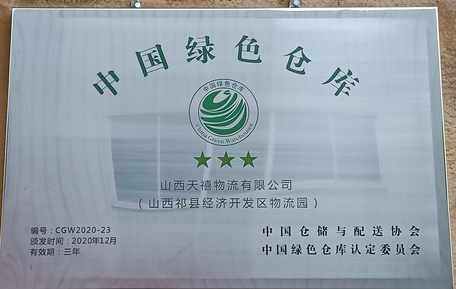 中国绿色仓库
中国绿色仓库
China Green Warehouse
山西天禧物流有限公司
（山西祁县经济开发区物流园）
编号：CGW2020-23
颁发时间：2020年12月
有效期：三年
中国仓储与配送协会
中国绿色仓库认定委员会